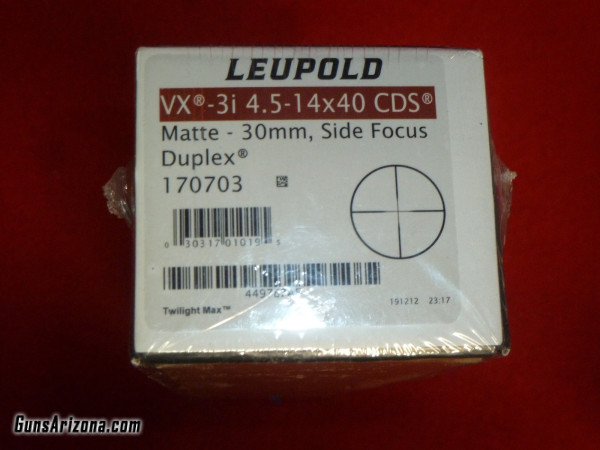 LEUPOLD
VX®-3i 4.5-14x40 CDS®
Matte - 30mm, Side Focus
Duplex®
170703
0 30317 01019 1
Twilight Max™
191212 23:17
GunsArizona.com